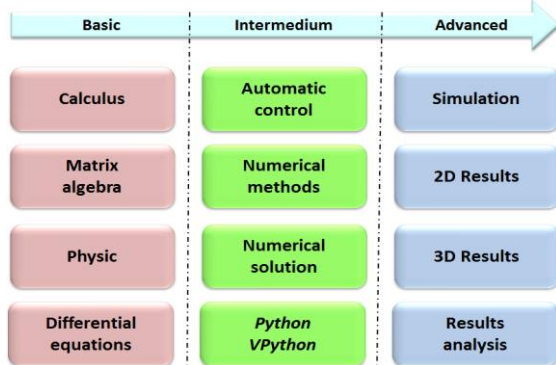 Basic Intermedium Advanced
Calculus
Automatic
control
Simulation
Matrix
algebra
Numerical
methods
2D Results
Physic
Numerical
solution
3D Results
Differential
equations
Python
VPython
Results
analysis